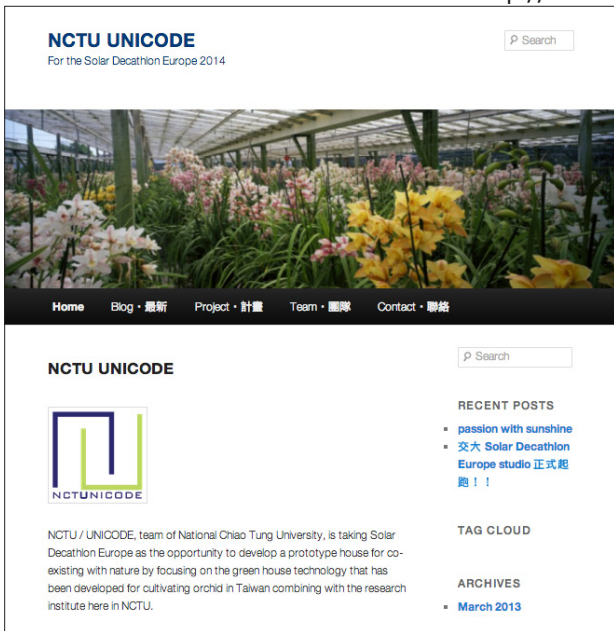 NCTU UNICODE
For the Solar Decathlon Europe 2014
Search
Home Blog・最新 Project・計畫 Team・團隊 Contact・聯絡
NCTU UNICODE
NCTUNICODE
NCTU / UNICODE, team of National Chiao Tung University, is taking Solar
Decathlon Europe as the opportunity to develop a prototype house for co-
existing with nature by focusing on the green house technology that has
been developed for cultivating orchid in Taiwan combining with the research
institute here in NCTU.
Search
RECENT POSTS
passion with sunshine
交大 Solar Decathlon
Europe studio 正式起
跑！！
TAG CLOUD
ARCHIVES
March 2013